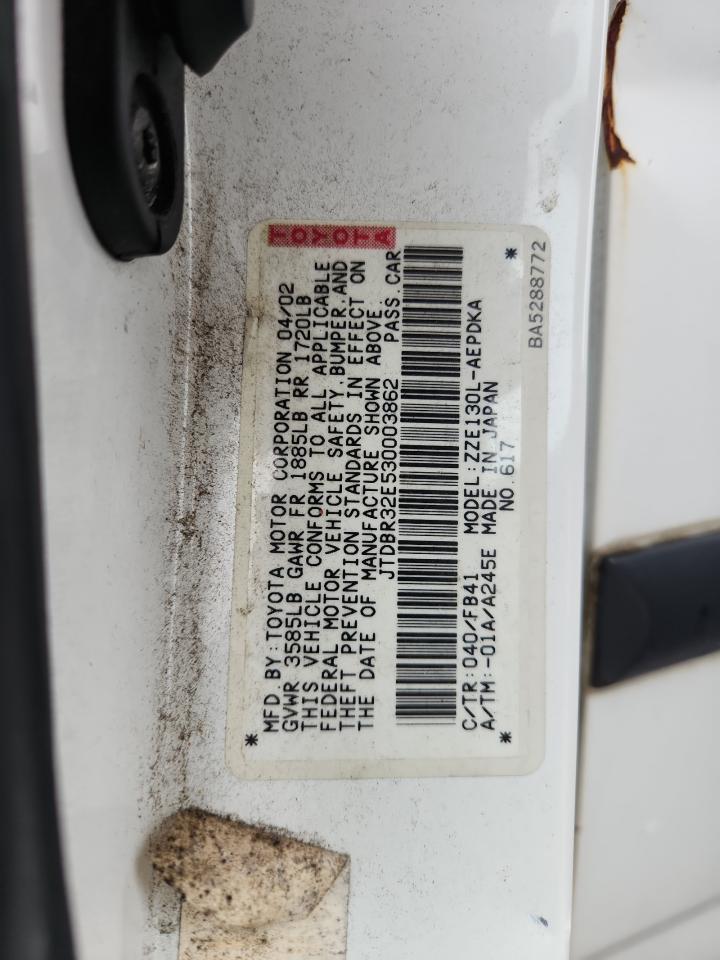 TOYOTA
MFD. BY: TOYOTA MOTOR CORPORATION 04/02
GVWR 3585LB GAWR FR 1885LB RR 1720LB
THIS VEHICLE CONFORMS TO ALL APPLICABLE
FEDERAL MOTOR VEHICLE SAFETY, BUMPER, AND
THEFT PREVENTION STANDARDS IN EFFECT ON
THE DATE OF MANUFACTURE SHOWN ABOVE.
JTDBR32E530003862 PASS. CAR
C/TR: 040/FB41 MODEL: ZZE130L-AEPDKA
A/TM: -01A/A245E MADE IN JAPAN
* NO. 617 *
BA5288772